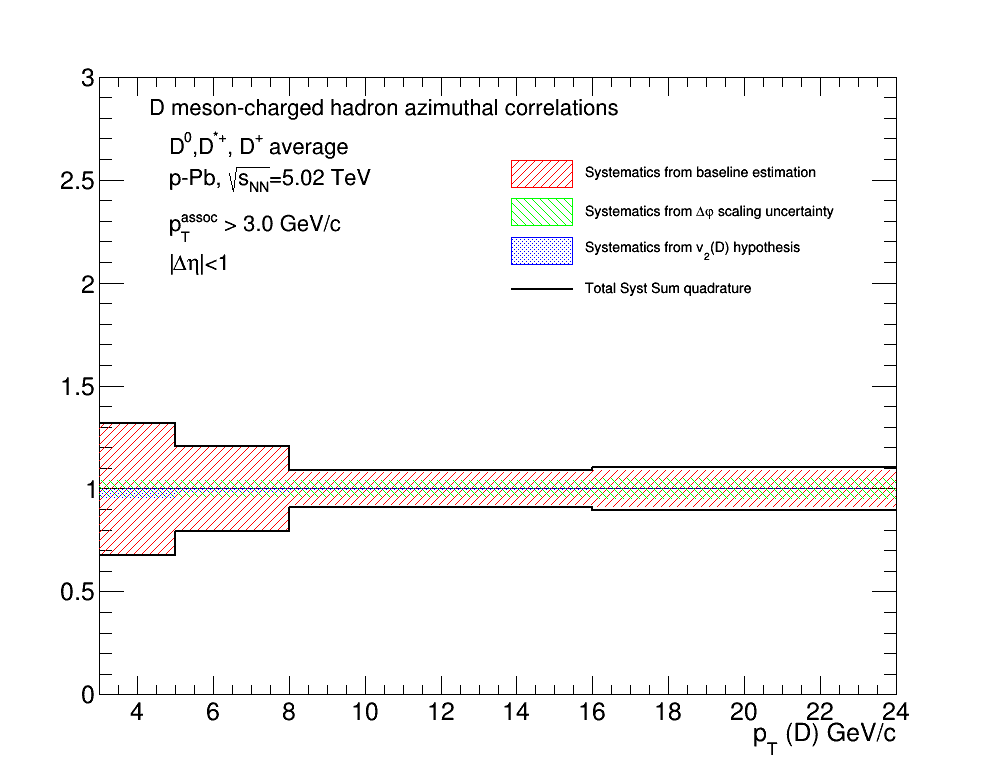 D meson-charged hadron azimuthal correlations
D⁰,D*⁺, D⁺ average
p-Pb, √sNN=5.02 TeV
pTassoc > 3.0 GeV/c
|Δη|<1
Systematics from baseline estimation
Systematics from Δφ scaling uncertainty
Systematics from v₂(D) hypothesis
Total Syst Sum quadrature
3
2.5
2
1.5
1
0.5
0
4 6 8 10 12 14 16 18 20 22 24
pT (D) GeV/c